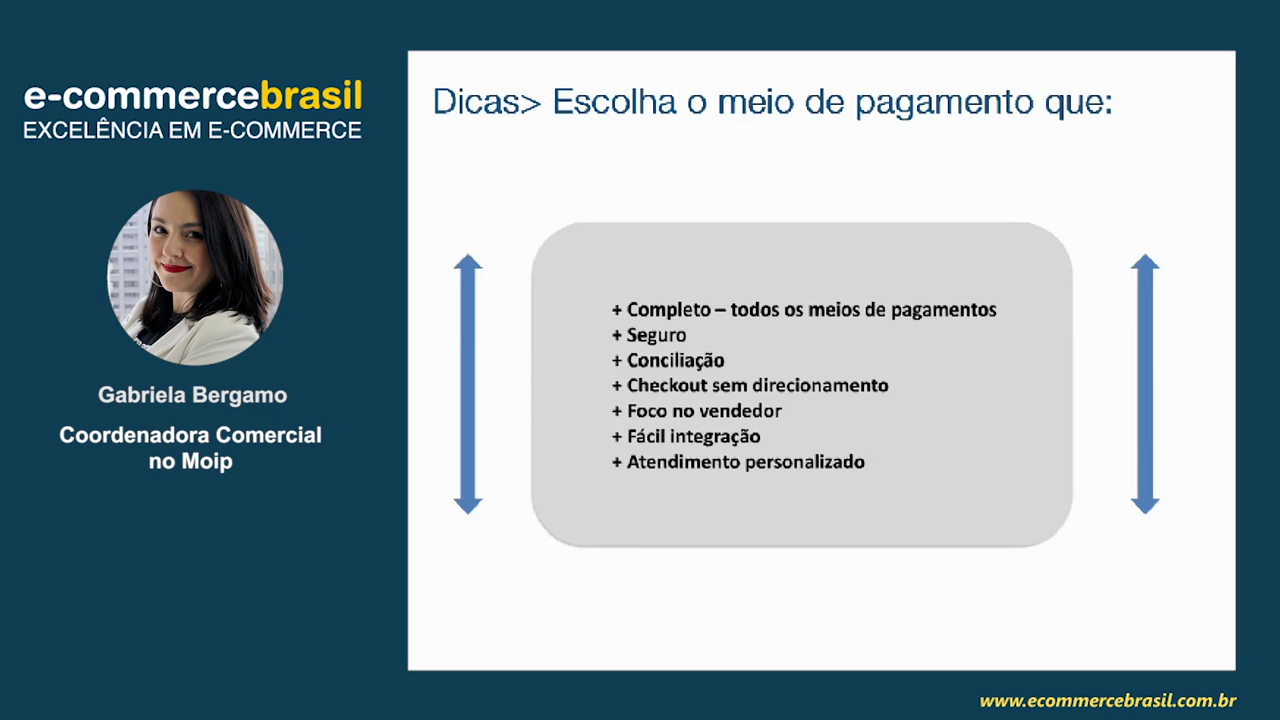 e-commercebrasil
EXCELÊNCIA EM E-COMMERCE
Gabriela Bergamo
Coordenadora Comercial
no Moip
Dicas> Escolha o meio de pagamento que:
+ Completo – todos os meios de pagamentos
+ Seguro
+ Conciliação
+ Checkout sem direcionamento
+ Foco no vendedor
+ Fácil integração
+ Atendimento personalizado
www.ecommercebrasil.com.br